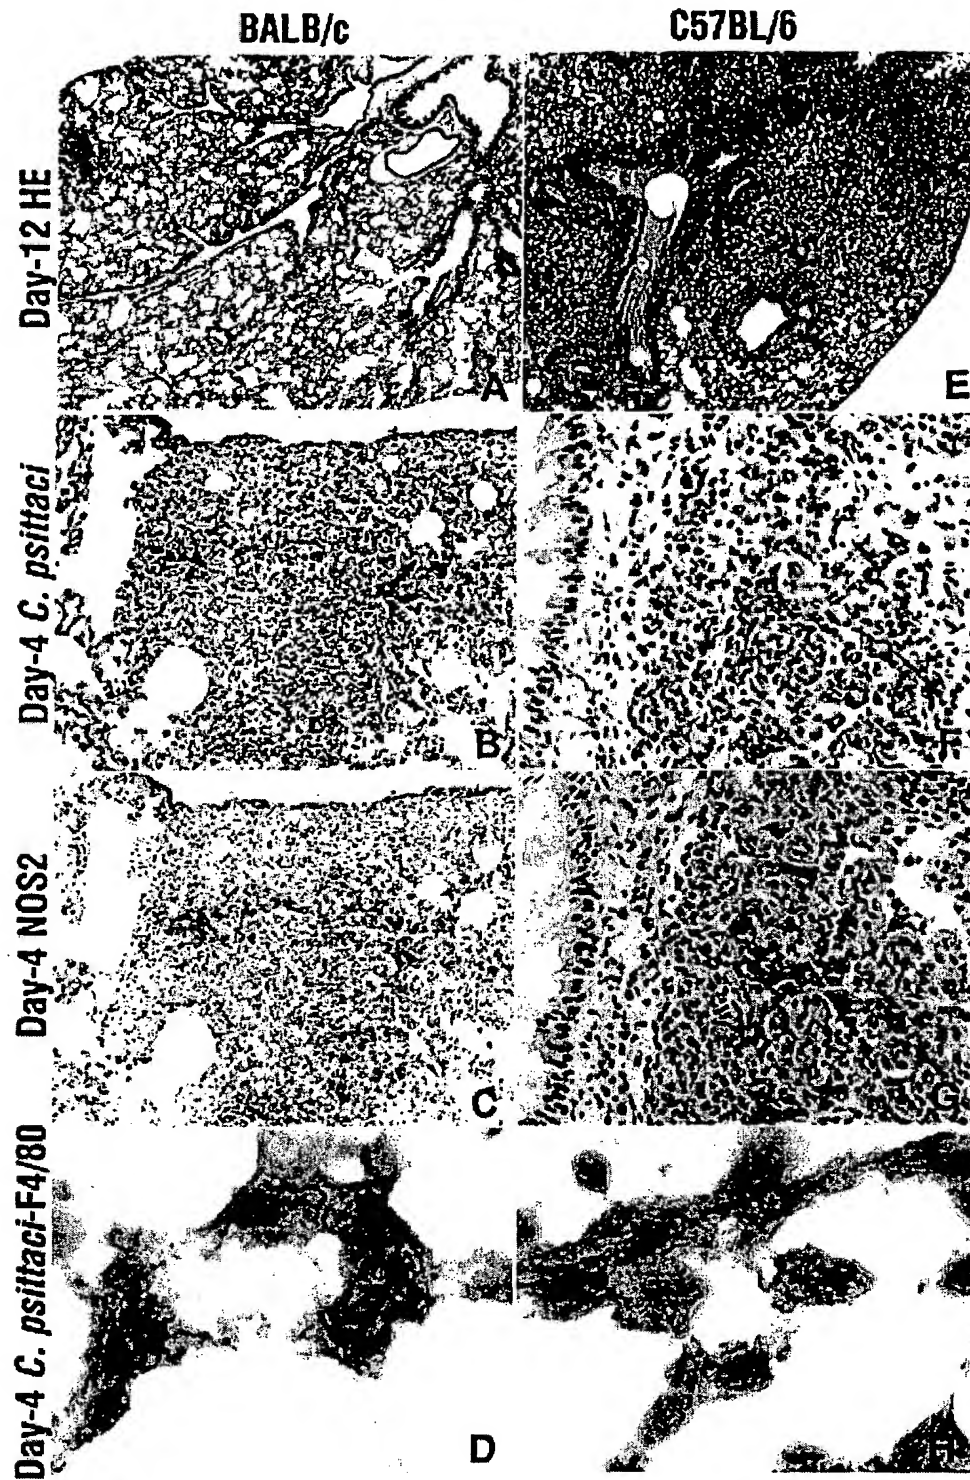 BALB/c
C57BL/6
Day-12 HE
A
E
Day-4 C. psittaci
B
F
Day-4 NOS2
C
G
Day-4 C. psittaci-F4/80
D
H